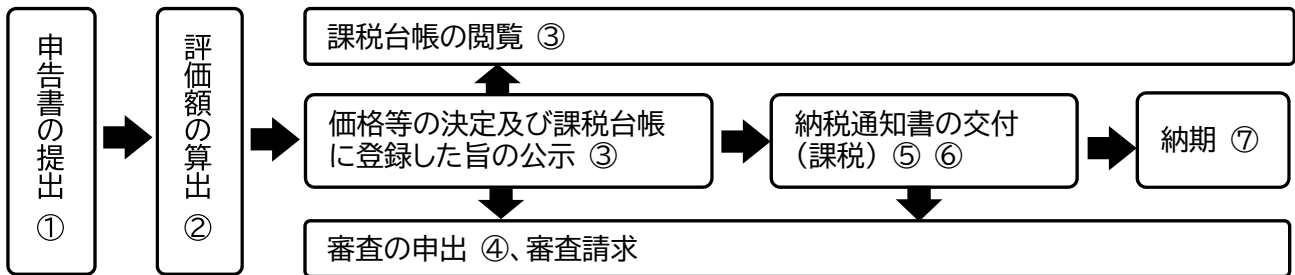 申告書の提出 ①
評価額の算出 ②
課税台帳の閲覧 ③
価格等の決定及び課税台帳
に登録した旨の公示 ③
納税通知書の交付
（課税） ⑤ ⑥
納期 ⑦
審査の申出 ④、審査請求